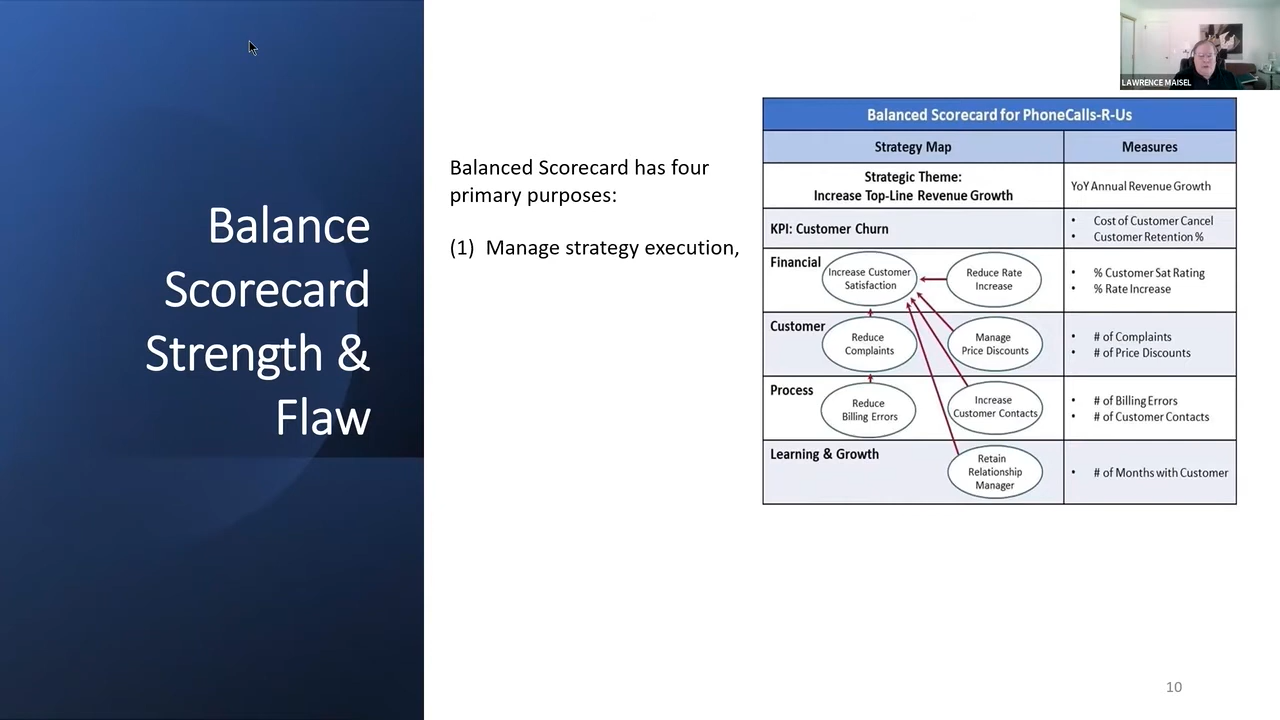 Balance
Scorecard
Strength &
Flaw
Balanced Scorecard has four
primary purposes:
(1) Manage strategy execution,
LAWRENCE MAISEL
Balanced Scorecard for PhoneCalls-R-Us
Strategy Map
Measures
Strategic Theme:
Increase Top-Line Revenue Growth
YoY Annual Revenue Growth
KPI: Customer Churn
• Cost of Customer Cancel
• Customer Retention %
Financial
Increase Customer
Satisfaction
Reduce Rate
Increase
• % Customer Sat Rating
• % Rate Increase
Customer
Reduce
Complaints
Manage
Price Discounts
• # of Complaints
• # of Price Discounts
Process
Reduce
Billing Errors
Increase
Customer Contacts
• # of Billing Errors
• # of Customer Contacts
Learning & Growth
Retain
Relationship
Manager
• # of Months with Customer
10